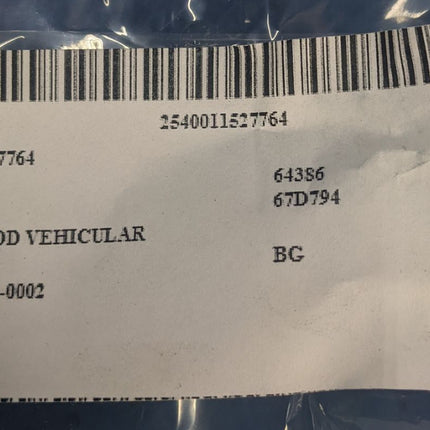 2540011527764
7764
64386
67D794
OD VEHICULAR
BG
-0002